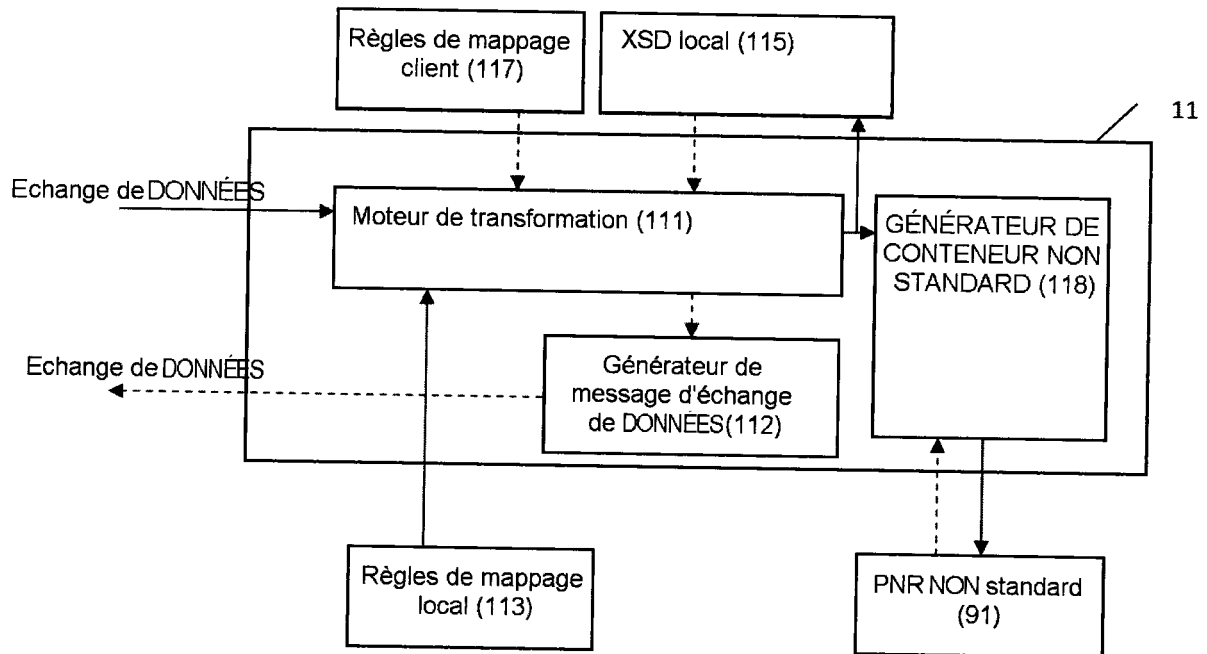 Règles de mappage
client (117)
XSD local (115)
11
Echange de DONNÉES
Moteur de transformation (111)
GÉNÉRATEUR DE
CONTENEUR NON
STANDARD (118)
Echange de DONNÉES
Générateur de
message d'échange
de DONNÉES(112)
Règles de mappage
local (113)
PNR NON standard
(91)